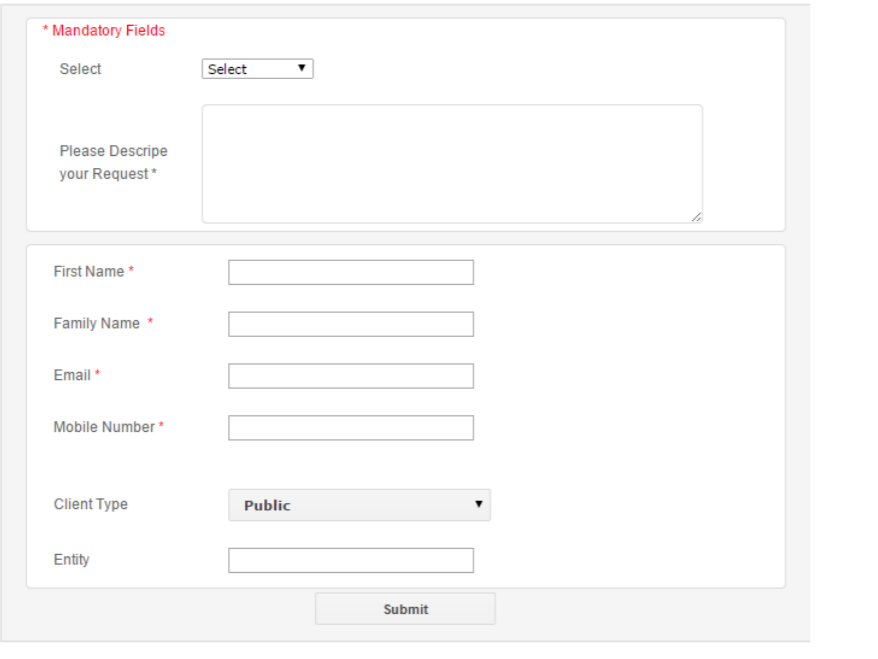 * Mandatory Fields
Select Select
Please Descripe
your Request *
First Name *
Family Name *
Email *
Mobile Number *
Client Type Public
Entity
Submit